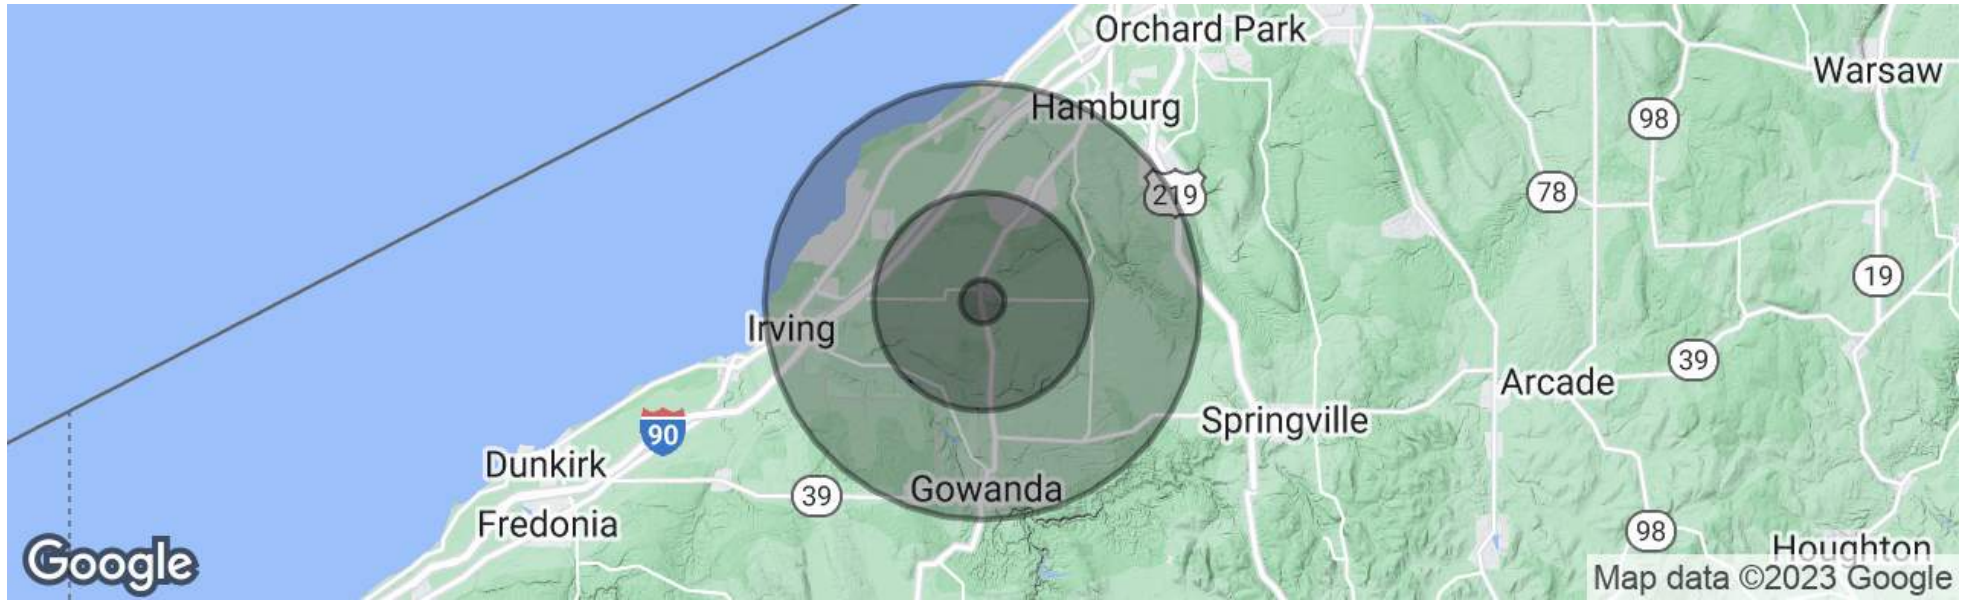 Orchard Park
Warsaw
Hamburg
98
78
219
19
Irving
39
Arcade
Springville
90
Dunkirk
Gowanda
39
Fredonia
98
Houghton
Google
Map data ©2023 Google